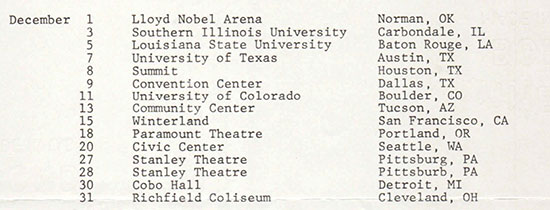 December 1 Lloyd Nobel Arena Norman, OK
3 Southern Illinois University Carbondale, IL
5 Louisiana State University Baton Rouge, LA
7 University of Texas Austin, TX
8 Summit Houston, TX
9 Convention Center Dallas, TX
11 University of Colorado Boulder, CO
13 Community Center Tucson, AZ
15 Winterland San Francisco, CA
18 Paramount Theatre Portland, OR
20 Civic Center Seattle, WA
27 Stanley Theatre Pittsburg, PA
28 Stanley Theatre Pittsburb, PA
30 Cobo Hall Detroit, MI
31 Richfield Coliseum Cleveland, OH